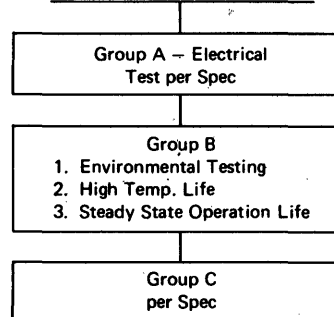 Group A – Electrical
Test per Spec
Group B
1. Environmental Testing
2. High Temp. Life
3. Steady State Operation Life
Group C
per Spec